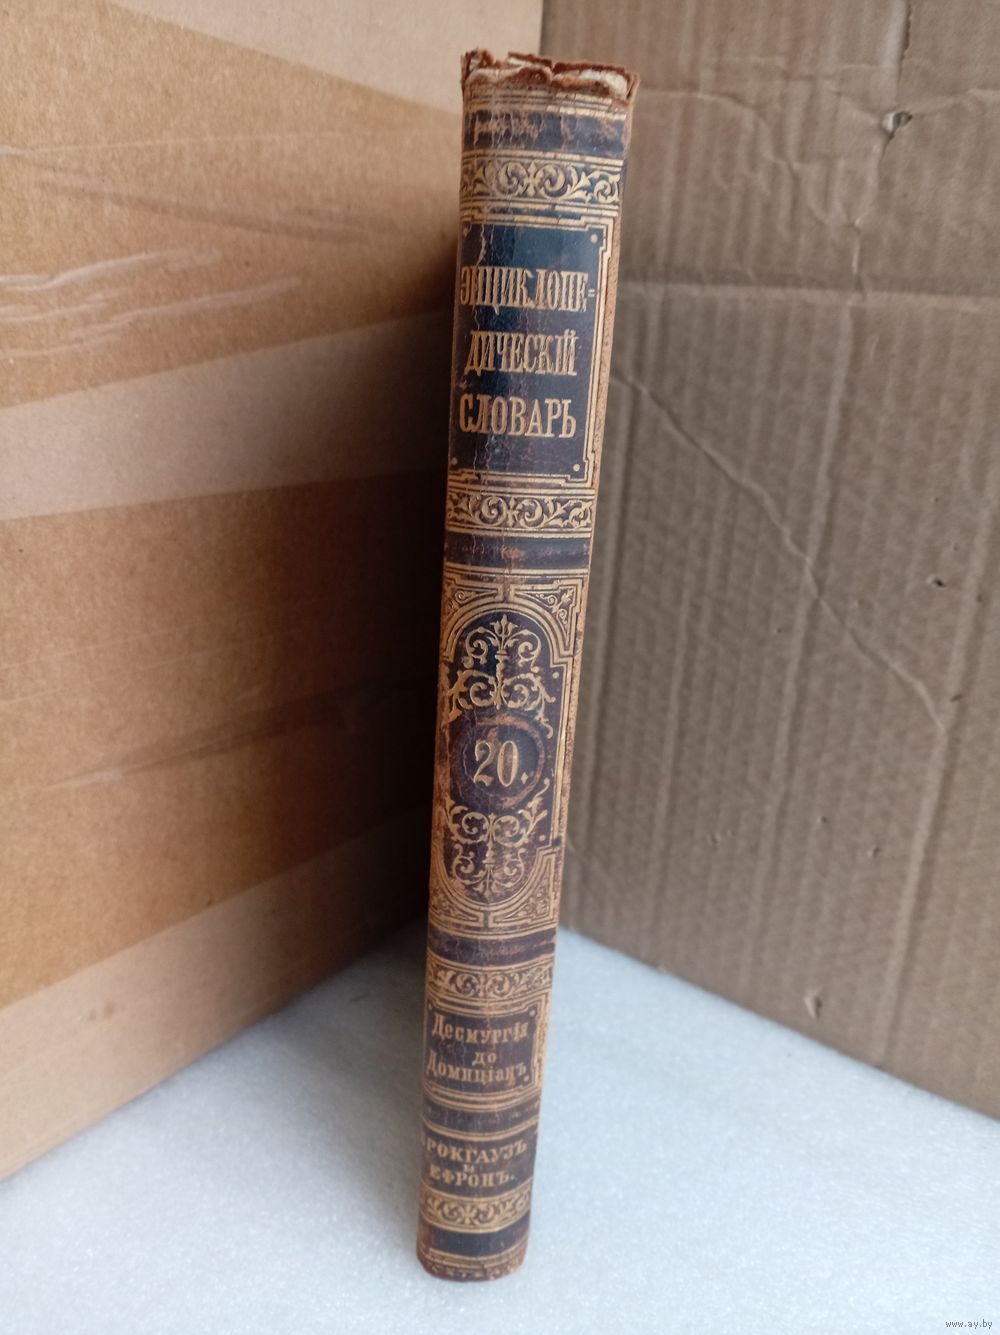 ЭНЦИКЛОПЕ=
ДИЧЕСКІЙ
СЛОВАРЬ
20.
Десмургія
до
Домиціанъ.
БРОКГАУЗЪ
и
ЕФРОНЪ.
www.ay.by